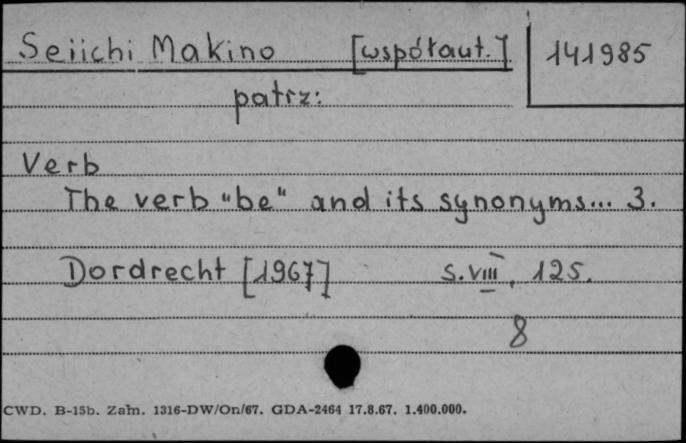 Seiichi Makino [współaut.] 141985
patrz:
Verb
The verb "be" and its synonyms... 3.
Dordrecht [1967] s. VIII, 125.
8
CWD. B-15b. Zam. 1316-DW/On/67. GDA-2464 17.8.67. 1.400.000.